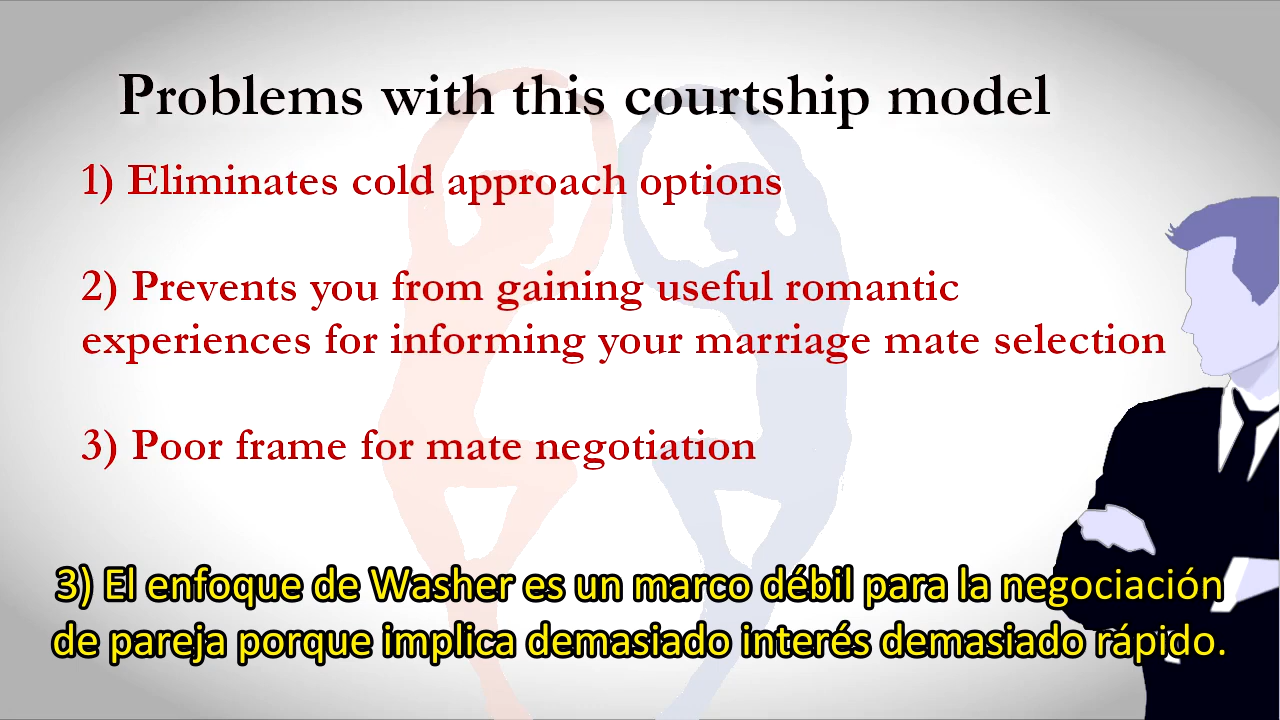 Problems with this courtship model
1) Eliminates cold approach options
2) Prevents you from gaining useful romantic
experiences for informing your marriage mate selection
3) Poor frame for mate negotiation
3) El enfoque de Washer es un marco débil para la negociación
de pareja porque implica demasiado interés demasiado rápido.